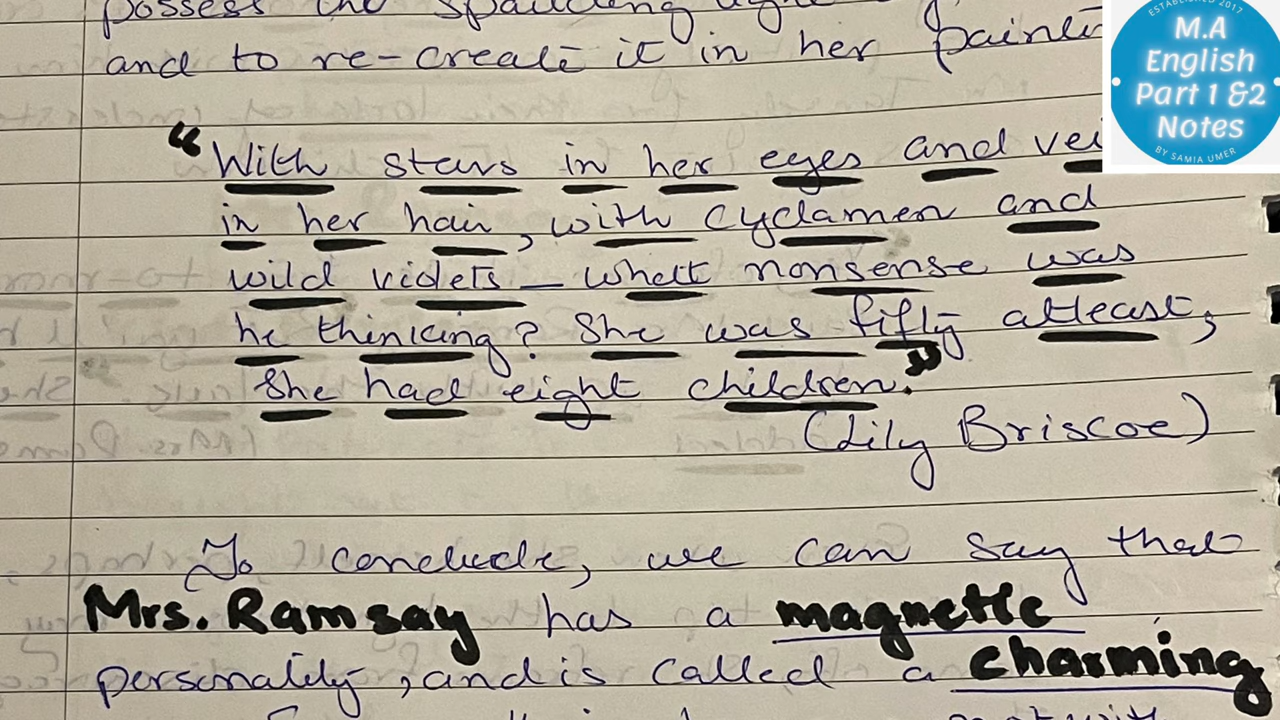 possess the
and to re-create it in her
"With stars in her eyes and
in her hair, with cyclamen and
wild violets – what nonsense was
he thinking? She was fifty atleast;
She had eight children."
(Lily Briscoe)
To conclude, we can say that
Mrs. Ramsay has a magnetic
personality, and is called a charming
ESTABLISHED 2017
M.A
English
Part 1 &2
Notes
BY SAMIA UMER